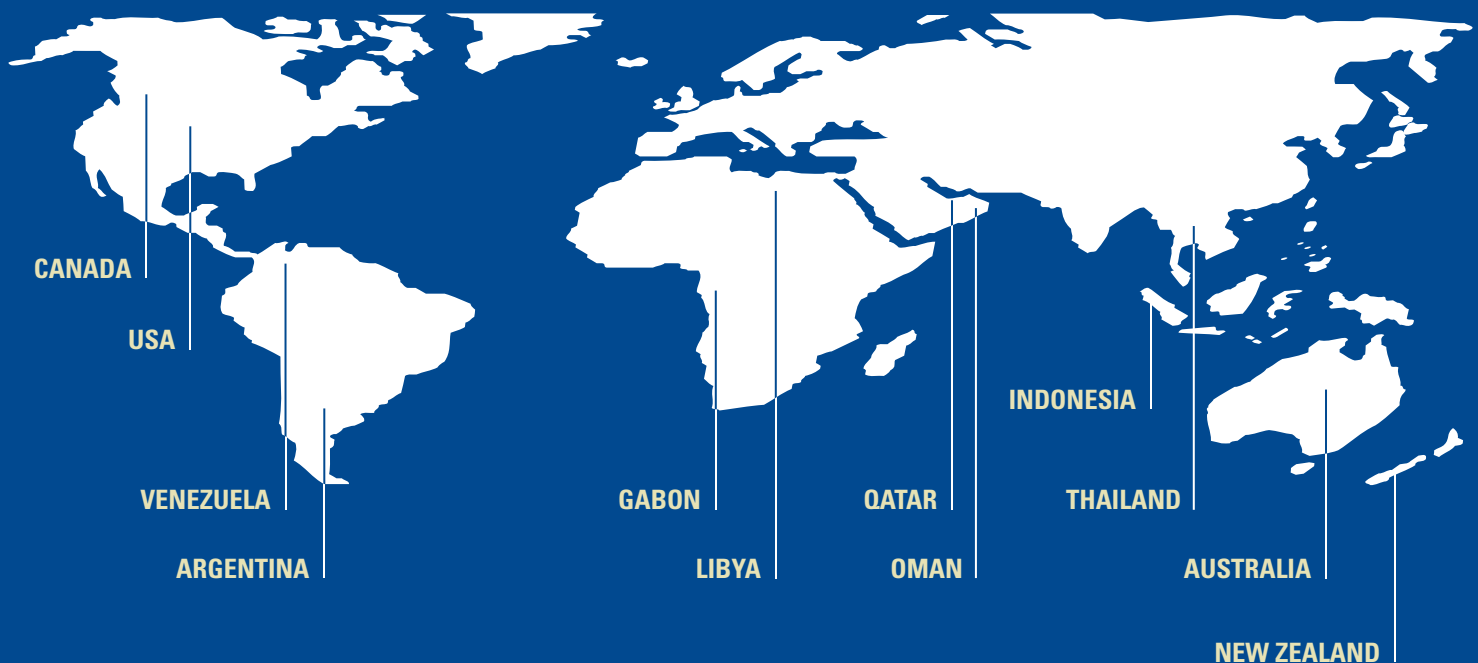 CANADA
USA
INDONESIA
VENEZUELA
GABON
QATAR
THAILAND
ARGENTINA
LIBYA
OMAN
AUSTRALIA
NEW ZEALAND